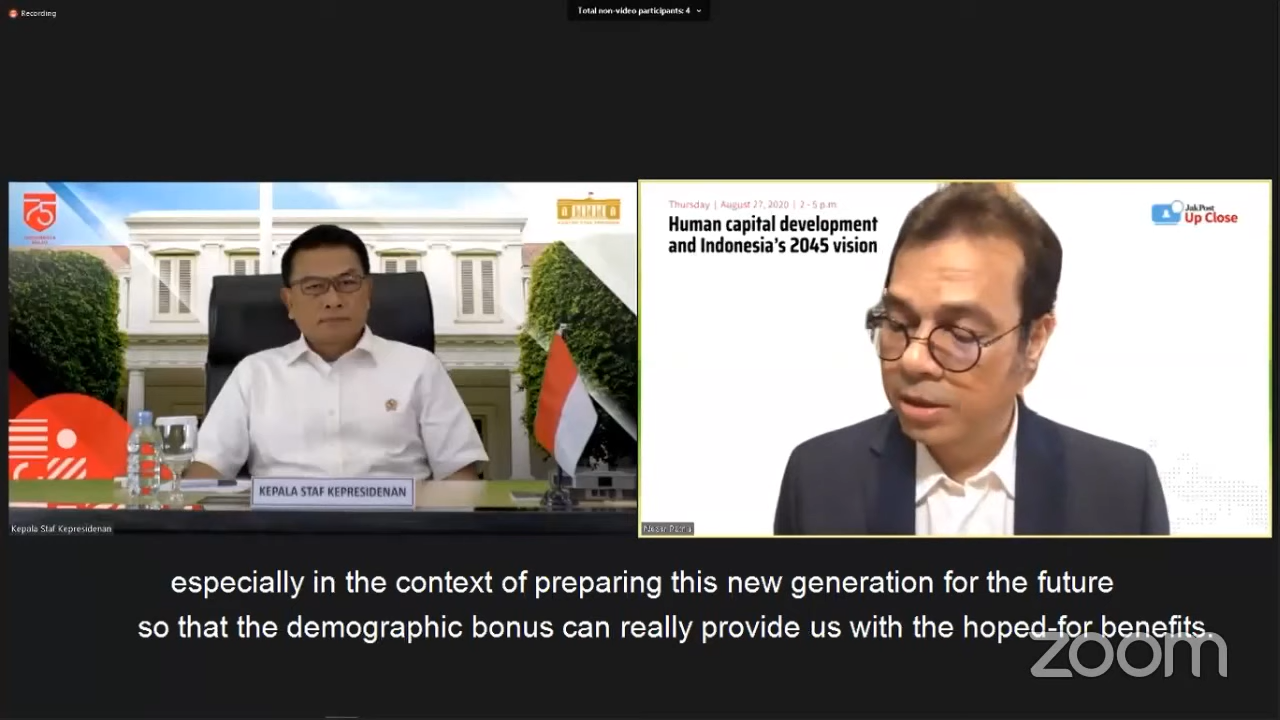 Recording
Total non-video participants: 4
75
Thursday | August 27, 2020 | 2 - 5 p.m
Human capital development
and Indonesia's 2045 vision
JakPost
Up Close
KEPALA STAF KEPRESIDENAN
Kepala Staf Kepresidenan
especially in the context of preparing this new generation for the future
so that the demographic bonus can really provide us with the hoped-for benefits.
zoom